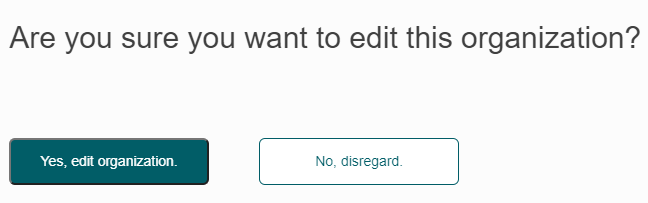 Are you sure you want to edit this organization?
Yes, edit organization.
No, disregard.